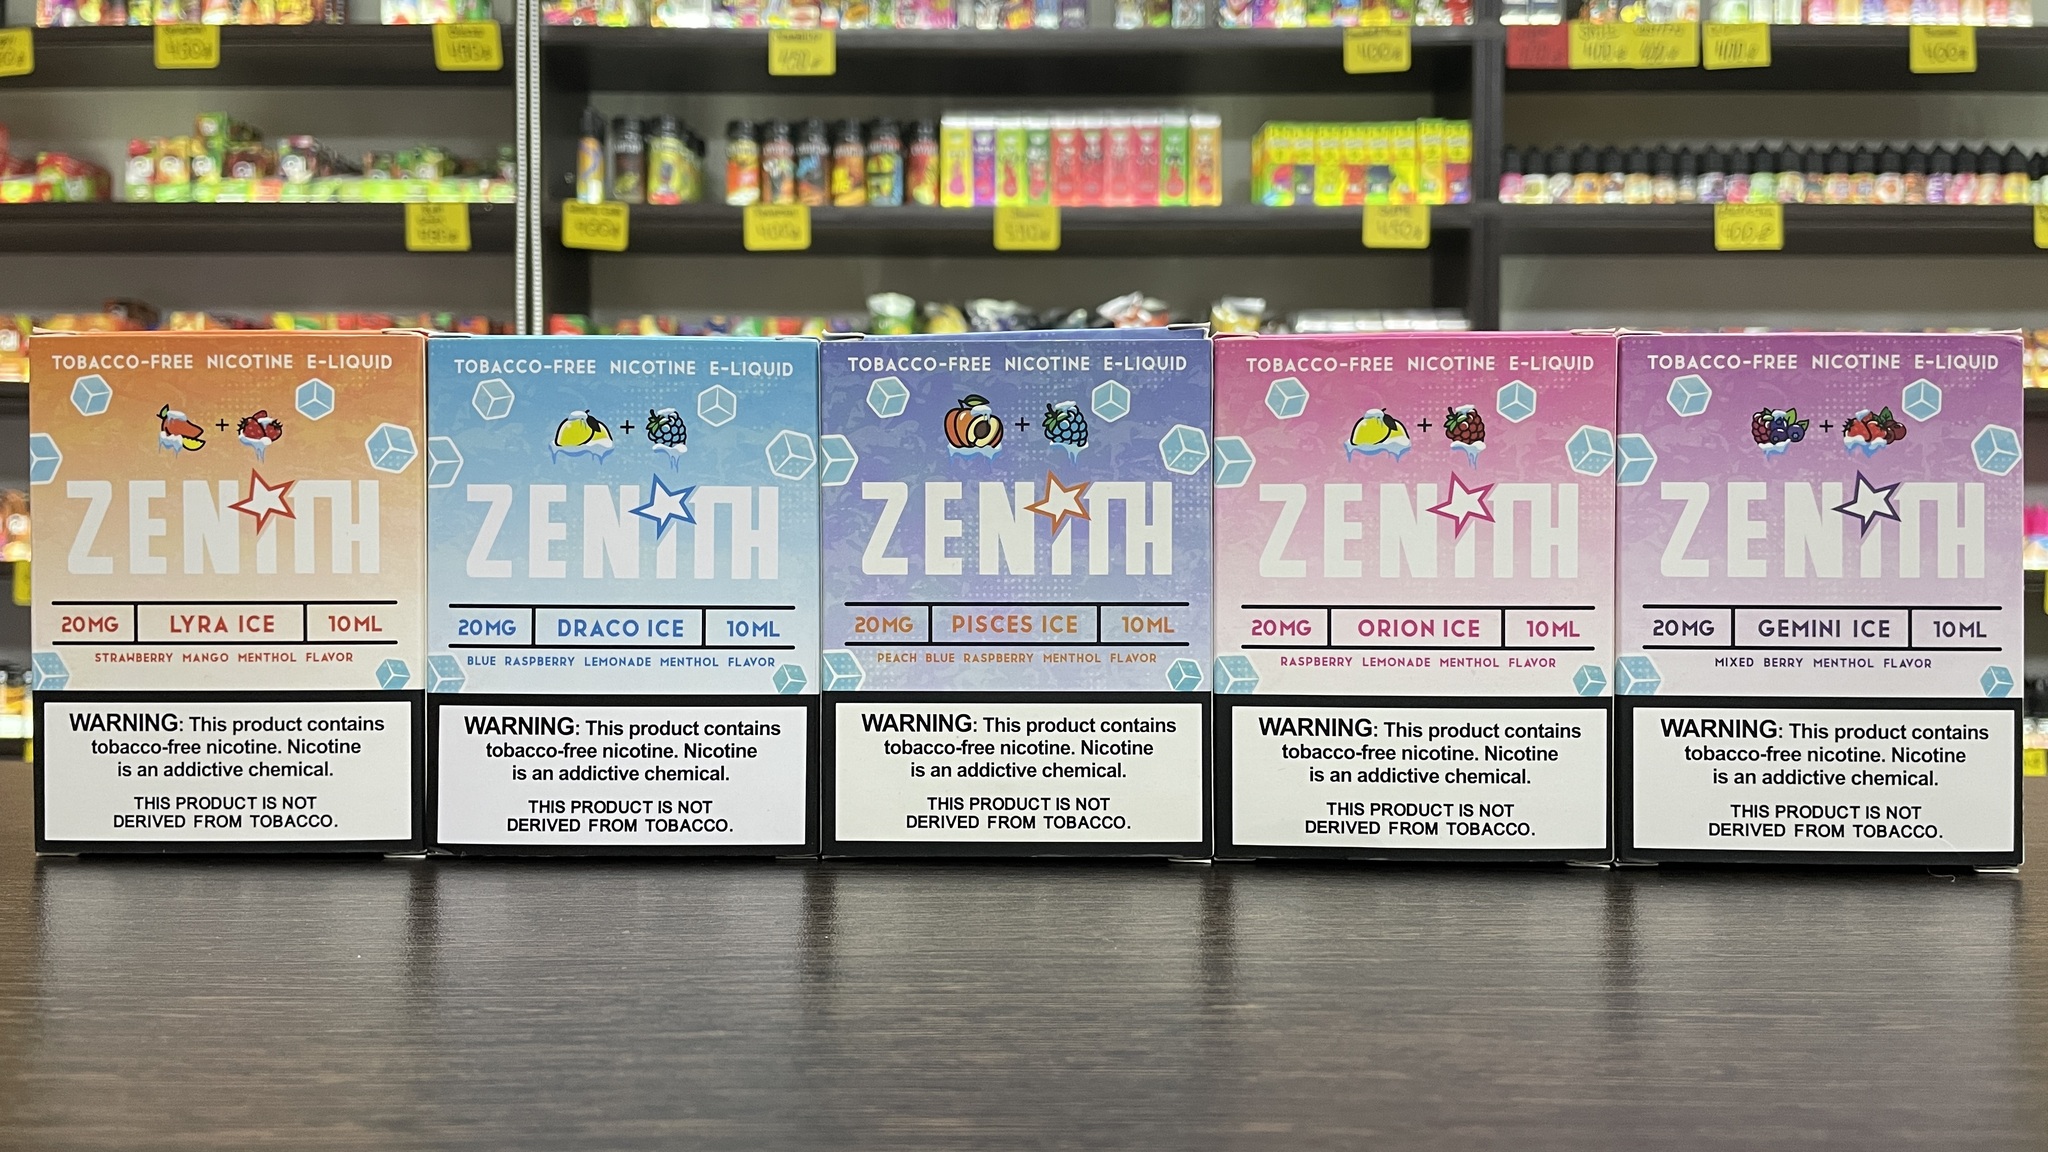 TOBACCO-FREE NICOTINE E-LIQUID
+
ZENITH
20MG LYRA ICE 10ML
STRAWBERRY MANGO MENTHOL FLAVOR
WARNING: This product contains
tobacco-free nicotine. Nicotine
is an addictive chemical.
THIS PRODUCT IS NOT
DERIVED FROM TOBACCO.
TOBACCO-FREE NICOTINE E-LIQUID
+
ZENITH
20MG DRACO ICE 10ML
BLUE RASPBERRY LEMONADE MENTHOL FLAVOR
WARNING: This product contains
tobacco-free nicotine. Nicotine
is an addictive chemical.
THIS PRODUCT IS NOT
DERIVED FROM TOBACCO.
TOBACCO-FREE NICOTINE E-LIQUID
+
ZENITH
20MG PISCES ICE 10ML
PEACH BLUE RASPBERRY MENTHOL FLAVOR
WARNING: This product contains
tobacco-free nicotine. Nicotine
is an addictive chemical.
THIS PRODUCT IS NOT
DERIVED FROM TOBACCO.
TOBACCO-FREE NICOTINE E-LIQUID
+
ZENITH
20MG ORION ICE 10ML
RASPBERRY LEMONADE MENTHOL FLAVOR
WARNING: This product contains
tobacco-free nicotine. Nicotine
is an addictive chemical.
THIS PRODUCT IS NOT
DERIVED FROM TOBACCO.
TOBACCO-FREE NICOTINE E-LIQUID
+
ZENITH
20MG GEMINI ICE 10ML
MIXED BERRY MENTHOL FLAVOR
WARNING: This product contains
tobacco-free nicotine. Nicotine
is an addictive chemical.
THIS PRODUCT IS NOT
DERIVED FROM TOBACCO.